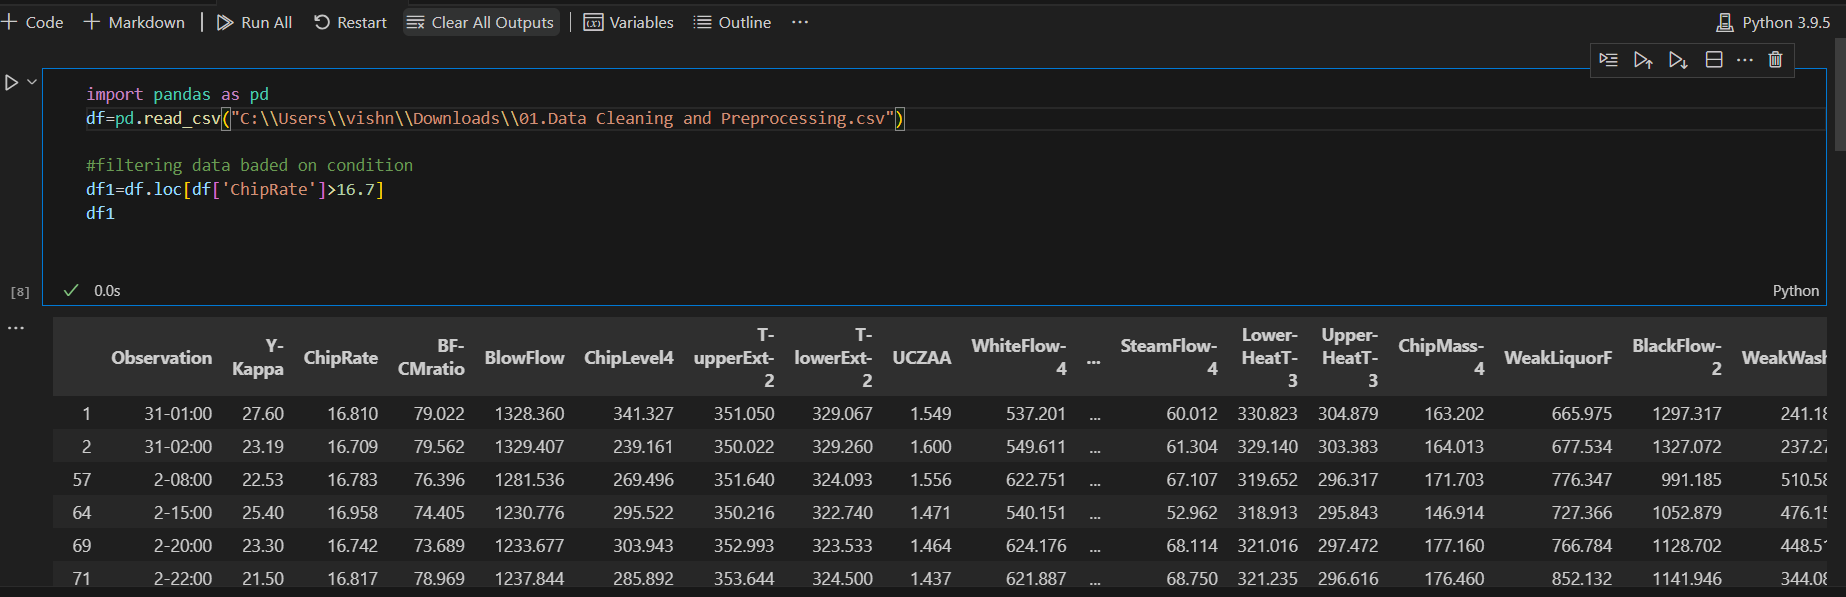 Code Markdown Run All Restart Clear All Outputs Variables Outline ... Python 3.9.5
import pandas as pd
df=pd.read_csv("C:\\Users\\vishn\\Downloads\\01.Data Cleaning and Preprocessing.csv")
#filtering data baded on condition
df1=df.loc[df['ChipRate']>16.7]
df1
[8] 0.0s Python
Observation Y-Kappa ChipRate BF-CMratio BlowFlow ChipLevel4 T-upperExt-2 T-lowerExt-2 UCZAA WhiteFlow-4 ... SteamFlow-4 Lower-HeatT-3 Upper-HeatT-3 ChipMass-4 WeakLiquorF BlackFlow-2 WeakWash
1 31-01:00 27.60 16.810 79.022 1328.360 341.327 351.050 329.067 1.549 537.201 ... 60.012 330.823 304.879 163.202 665.975 1297.317 241.18
2 31-02:00 23.19 16.709 79.562 1329.407 239.161 350.022 329.260 1.600 549.611 ... 61.304 329.140 303.383 164.013 677.534 1327.072 237.27
57 2-08:00 22.53 16.783 76.396 1281.536 269.496 351.640 324.093 1.556 622.751 ... 67.107 319.652 296.317 171.703 776.347 991.185 510.58
64 2-15:00 25.40 16.958 74.405 1230.776 295.522 350.216 322.740 1.471 540.151 ... 52.962 318.913 295.843 146.914 727.366 1052.879 476.15
69 2-20:00 23.30 16.742 73.689 1233.677 303.943 352.993 323.533 1.464 624.176 ... 68.114 321.016 297.472 177.160 766.784 1128.702 448.51
71 2-22:00 21.50 16.817 78.969 1237.844 285.892 353.644 324.500 1.437 621.887 ... 68.750 321.235 296.616 176.460 852.132 1141.946 344.08